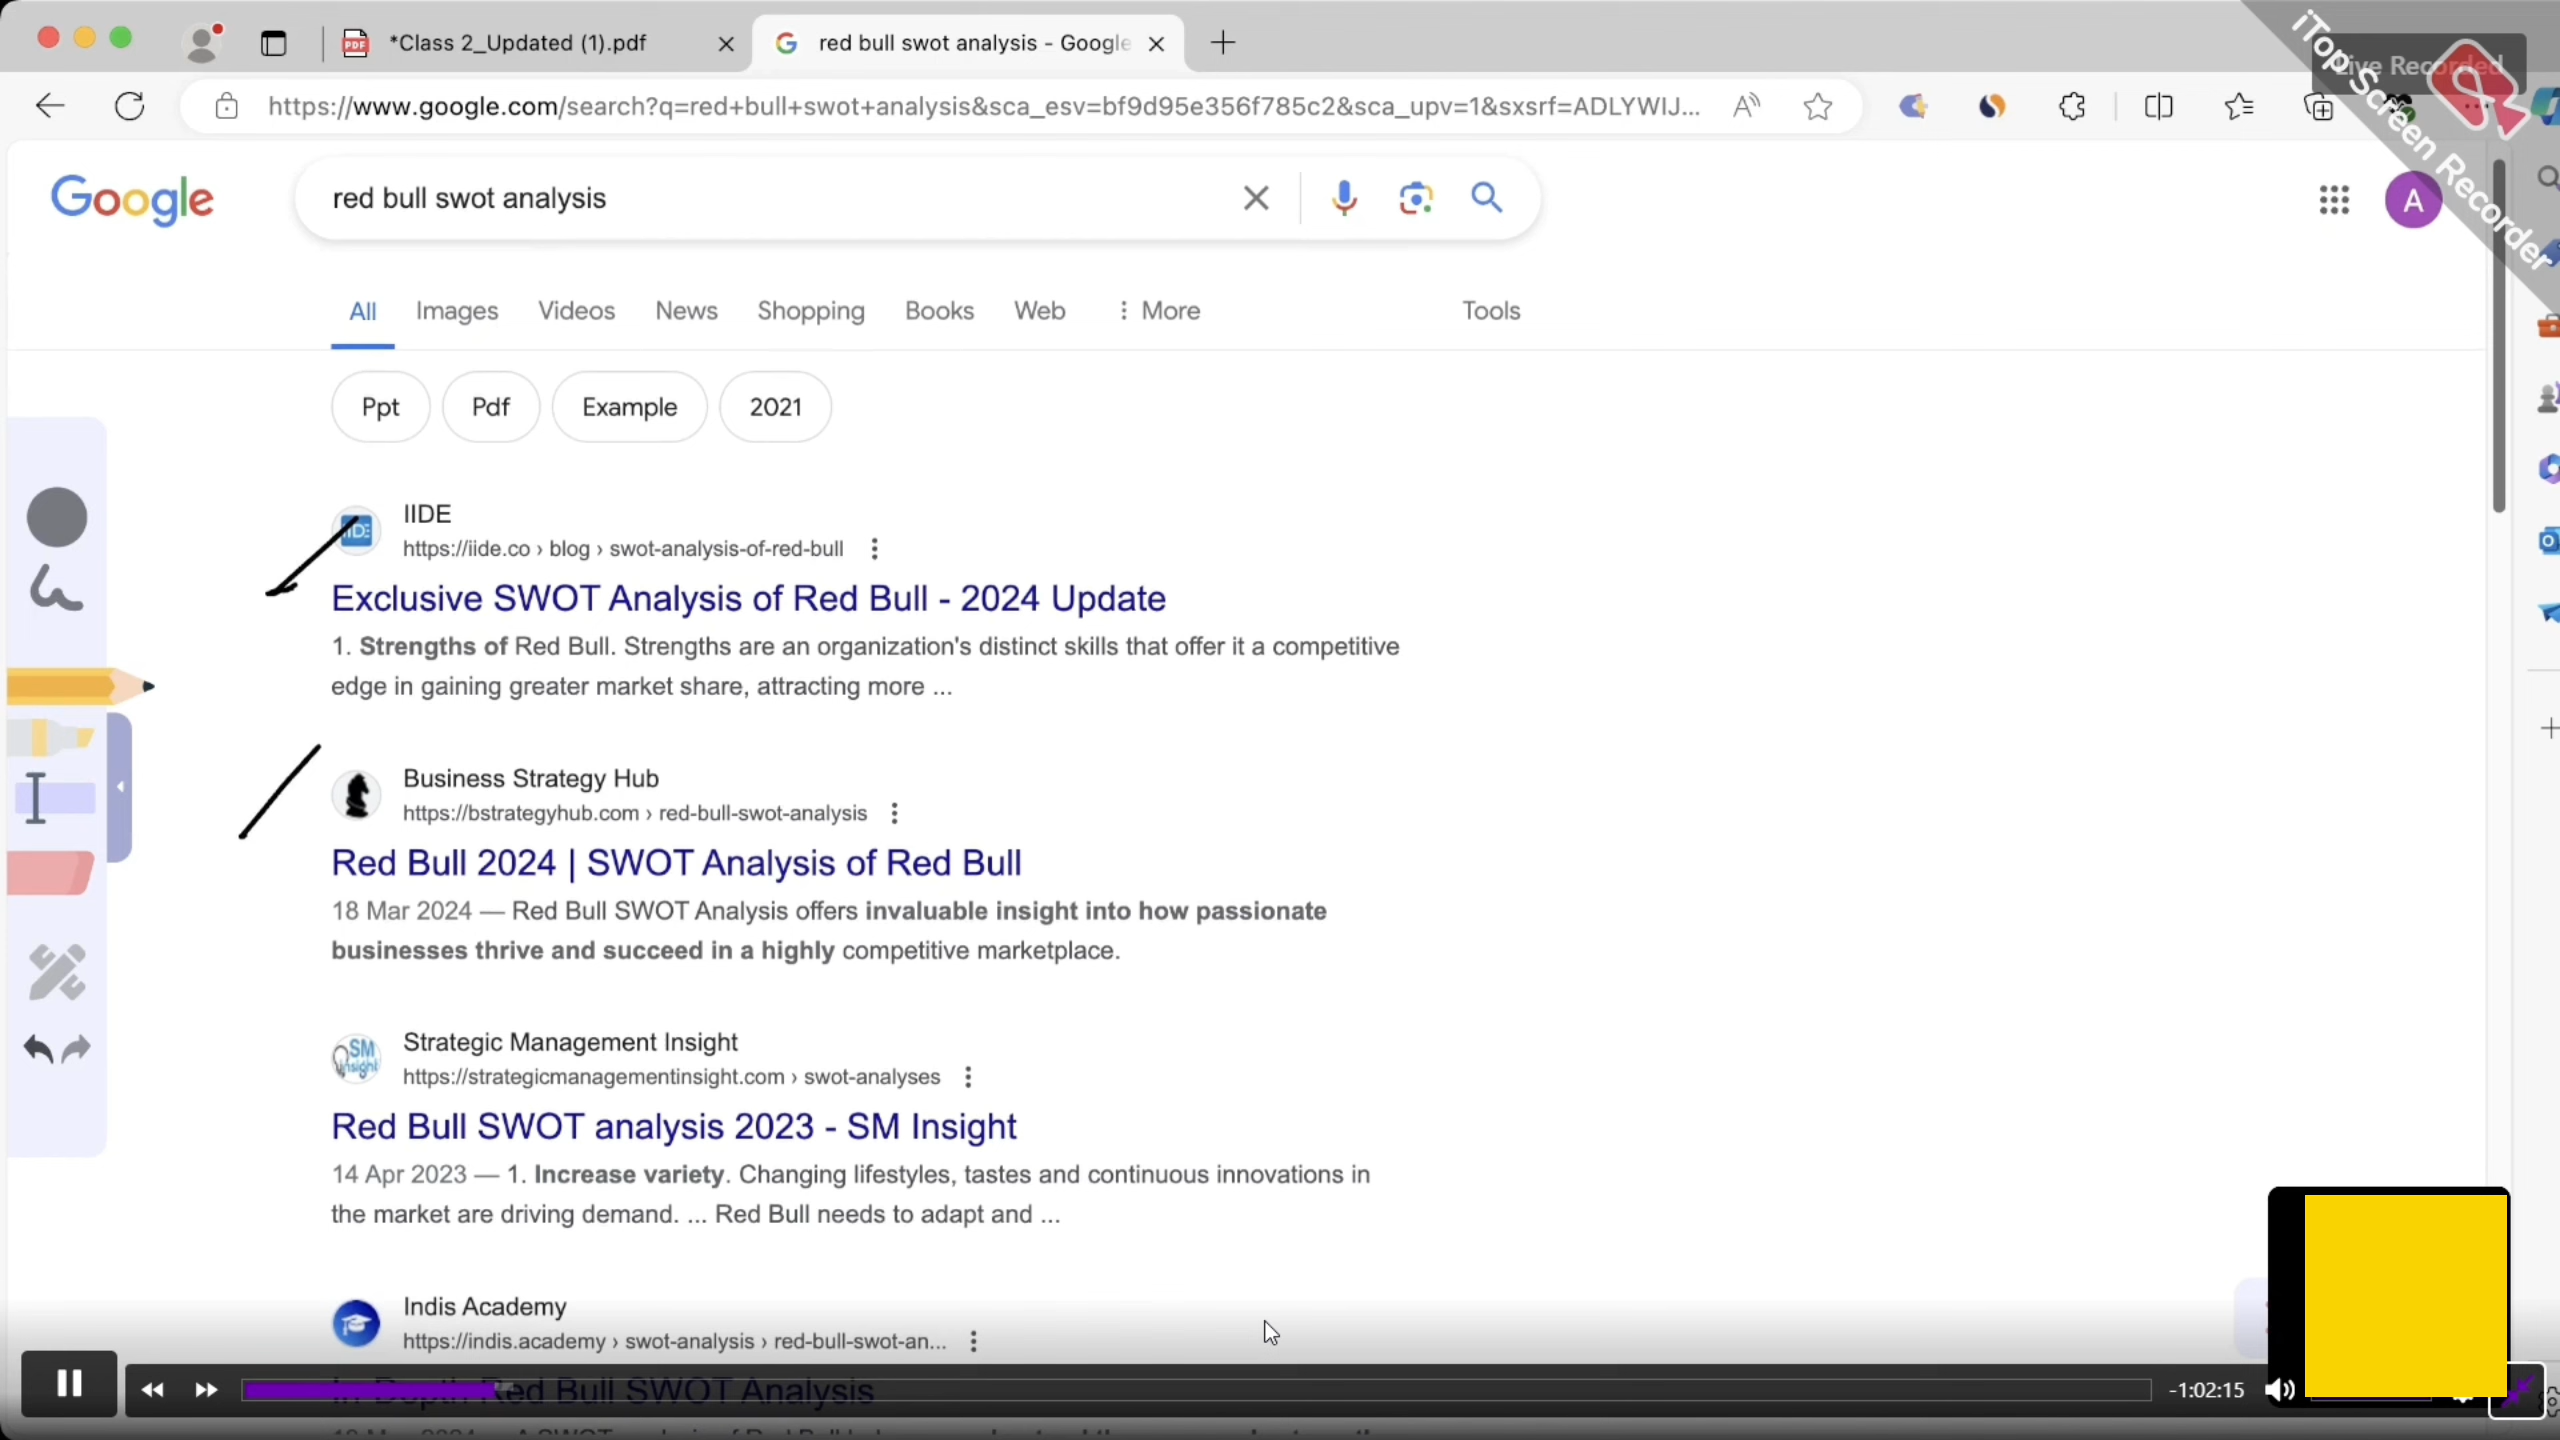 *Class 2_Updated (1).pdf
red bull swot analysis - Google
iTop Screen Recorder
Live Recorded
https://www.google.com/search?q=red+bull+swot+analysis&sca_esv=bf9d95e356f785c2&sca_upv=1&sxsrf=ADLYWIJ...
Google
red bull swot analysis
A
All Images Videos News Shopping Books Web More Tools
Ppt Pdf Example 2021
IIDE
https://iide.co › blog › swot-analysis-of-red-bull
Exclusive SWOT Analysis of Red Bull - 2024 Update
1. Strengths of Red Bull. Strengths are an organization's distinct skills that offer it a competitive
edge in gaining greater market share, attracting more ...
Business Strategy Hub
https://bstrategyhub.com › red-bull-swot-analysis
Red Bull 2024 | SWOT Analysis of Red Bull
18 Mar 2024 — Red Bull SWOT Analysis offers invaluable insight into how passionate
businesses thrive and succeed in a highly competitive marketplace.
SM Insight
Strategic Management Insight
https://strategicmanagementinsight.com › swot-analyses
Red Bull SWOT analysis 2023 - SM Insight
14 Apr 2023 — 1. Increase variety. Changing lifestyles, tastes and continuous innovations in
the market are driving demand. ... Red Bull needs to adapt and ...
Indis Academy
https://indis.academy › swot-analysis › red-bull-swot-an...
In-Depth Red Bull SWOT Analysis
-1:02:15